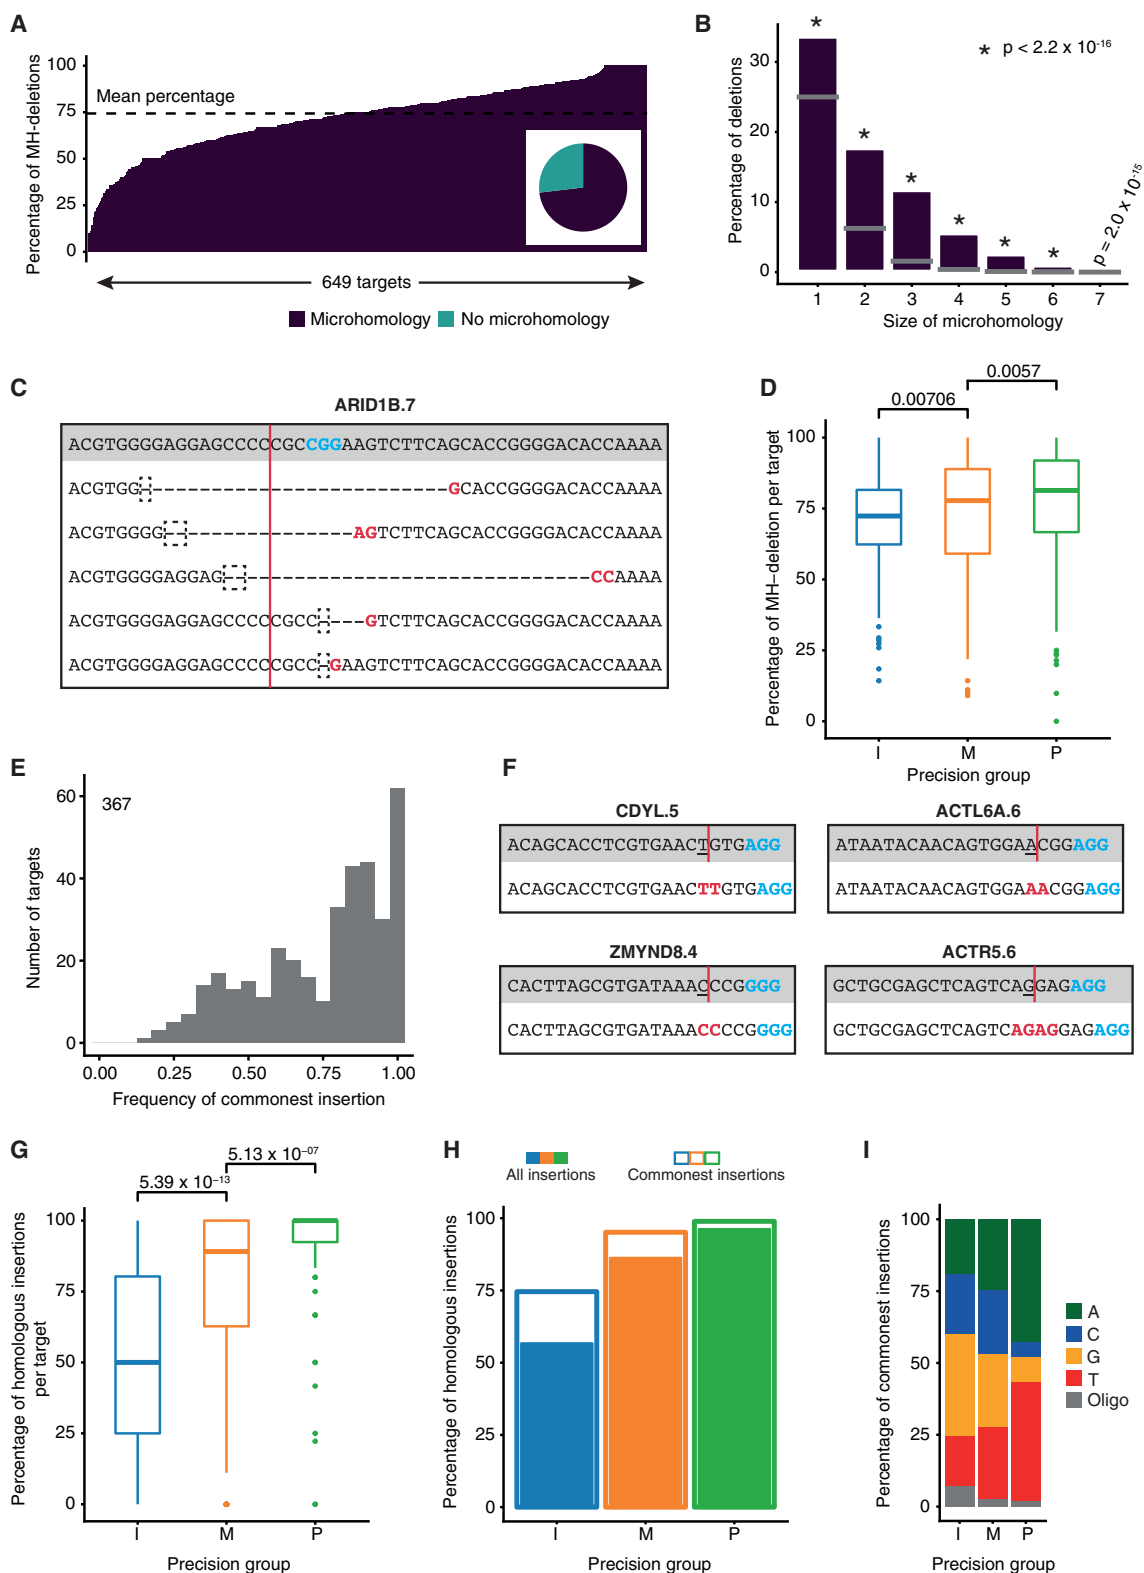 A
Percentage of MH-deletions
100
75
50
25
0
Mean percentage
649 targets
Microhomology
No microhomology
B
Percentage of deletions
30
20
10
0
* * * * * *
* p < 2.2 x 10⁻¹⁶
p = 2.0 x 10⁻¹⁵
1 2 3 4 5 6 7
Size of microhomology
C
ARID1B.7
ACGTGGGGAGGAGCCCCCGCCGGAAGTCTTCAGCACCGGGGACACCAAAA
ACGTGG--------------------------GCACCGGGGACACCAAAA
ACGTGGGG----------------AGTCTTCAGCACCGGGGACACCAAAA
ACGTGGGGAGGAG-------------------------------CCAAAA
ACGTGGGGAGGAGCCCCCGCC----GTCTTCAGCACCGGGGACACCAAAA
ACGTGGGGAGGAGCCCCCGCC-GAAGTCTTCAGCACCGGGGACACCAAAA
D
Percentage of MH−deletion per target
100
75
50
25
0
0.00706
0.0057
I M P
Precision group
E
Number of targets
60
40
20
0
367
0.00 0.25 0.50 0.75 1.00
Frequency of commonest insertion
F
CDYL.5
ACAGCACCTCGTGAACTGTGAGG
ACAGCACCTCGTGAACTTGTGAGG
ACTL6A.6
ATAATACAACAGTGGAACGGAGG
ATAATACAACAGTGGAAACGGAGG
ZMYND8.4
CACTTAGCGTGATAAACCCGGGG
CACTTAGCGTGATAAACCCCGGGG
ACTR5.6
GCTGCGAGCTCAGTCAGGAGAGG
GCTGCGAGCTCAGTCAGAGGAGAGG
G
Percentage of homologous insertions
per target
100
75
50
25
0
5.39 x 10⁻¹³
5.13 x 10⁻⁰⁷
I M P
Precision group
H
All insertions
Commonest insertions
Percentage of homologous insertions
100
75
50
25
0
I M P
Precision group
I
Percentage of commonest insertions
100
75
50
25
0
I M P
Precision group
A
C
G
T
Oligo